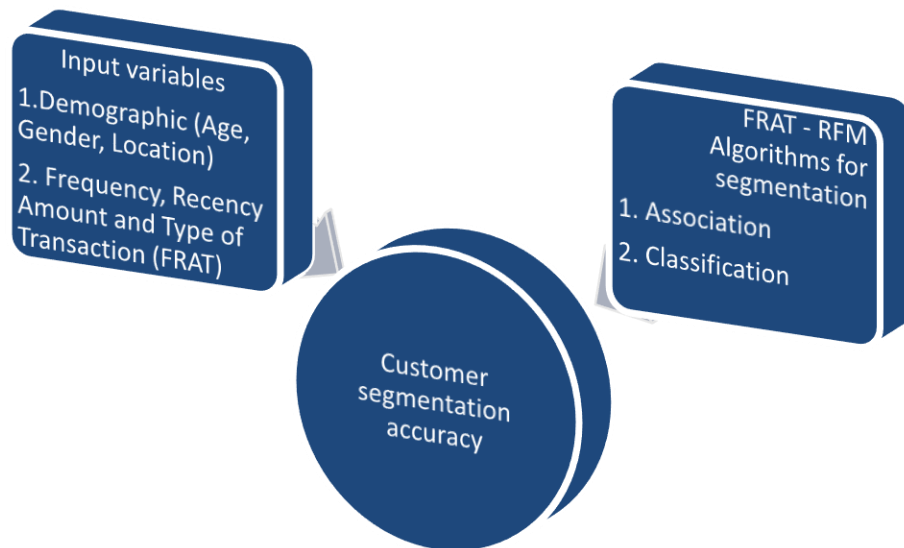 Input variables
1.Demographic (Age,
Gender, Location)
2. Frequency, Recency
Amount and Type of
Transaction (FRAT)
FRAT - RFM
Algorithms for
segmentation
1. Association
2. Classification
Customer
segmentation
accuracy